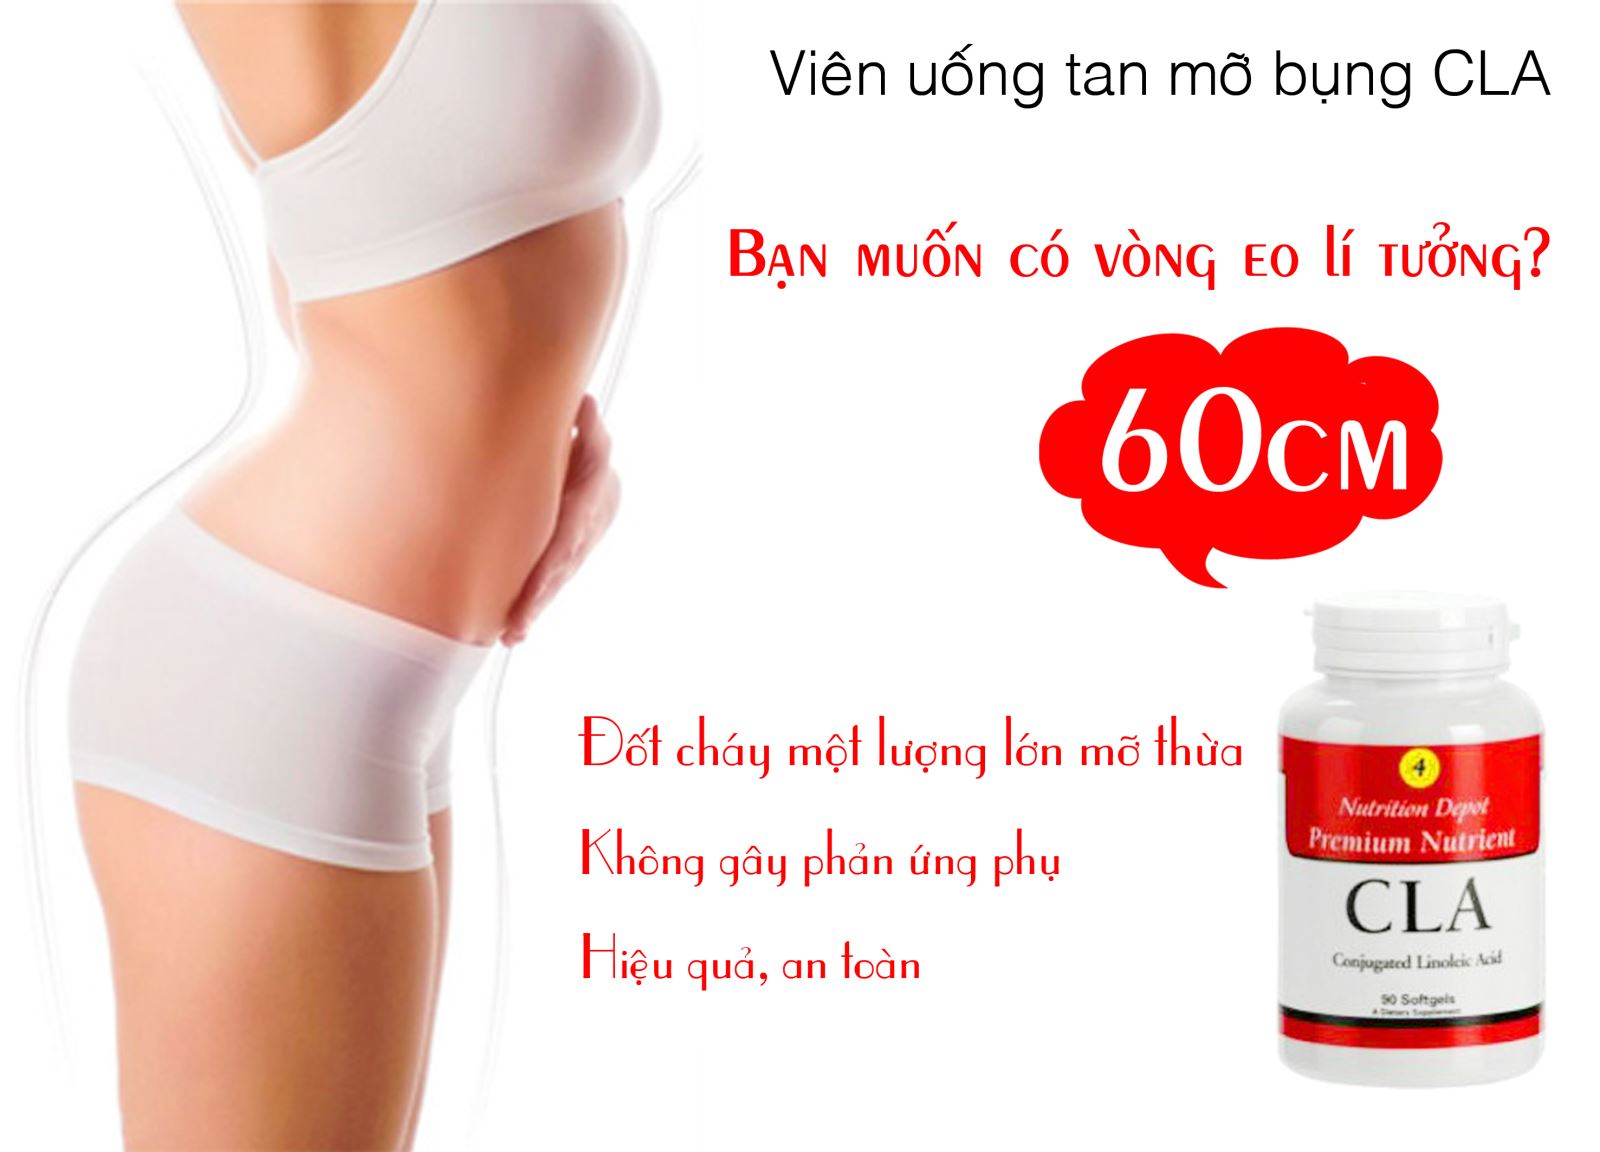 Viên uống tan mỡ bụng CLA
Bạn muốn có vòng eo lí tưởng?
60cm
Đốt cháy một lượng lớn mỡ thừa
Không gây phản ứng phụ
Hiệu quả, an toàn
4
Nutrition Depot
Premium Nutrient
CLA
Conjugated Linoleic Acid
90 Softgels
A Dietary Supplement